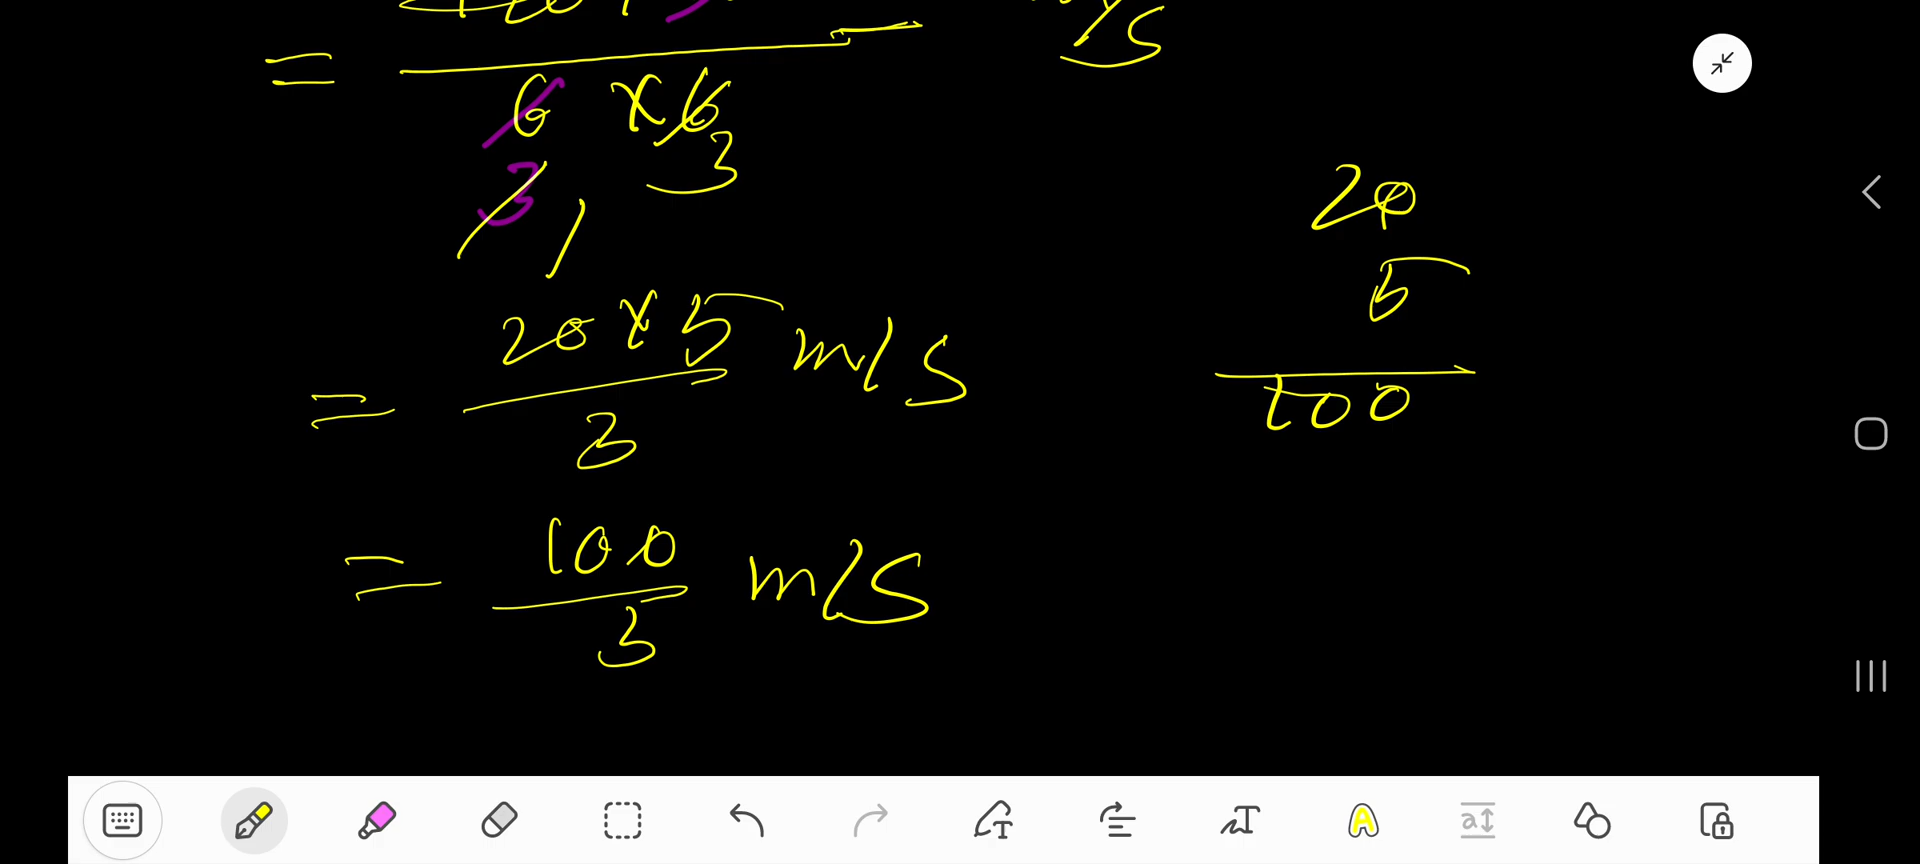 =
6 × 6
3 3
1
= 20 × 5 / 3 m/s
= 100 / 3 m/s
20
5
100